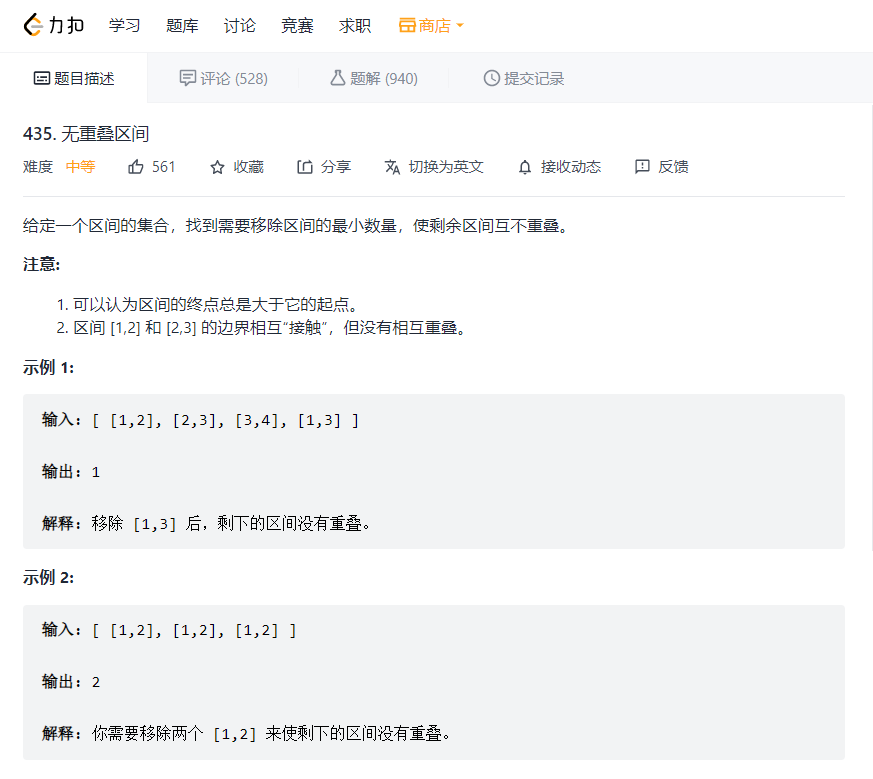 力扣 学习 题库 讨论 竞赛 求职 商店
题目描述 评论 (528) 题解 (940) 提交记录
435. 无重叠区间
难度 中等 561 收藏 分享 切换为英文 接收动态 反馈
给定一个区间的集合，找到需要移除区间的最小数量，使剩余区间互不重叠。
注意:
1. 可以认为区间的终点总是大于它的起点。
2. 区间 [1,2] 和 [2,3] 的边界相互“接触”，但没有相互重叠。
示例 1:
输入: [ [1,2], [2,3], [3,4], [1,3] ]
输出: 1
解释: 移除 [1,3] 后，剩下的区间没有重叠。
示例 2:
输入: [ [1,2], [1,2], [1,2] ]
输出: 2
解释: 你需要移除两个 [1,2] 来使剩下的区间没有重叠。